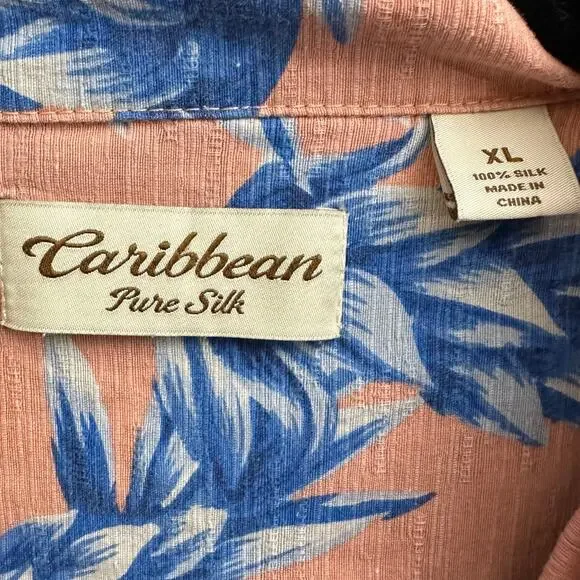 Caribbean
Pure Silk
XL
100% SILK
MADE IN
CHINA